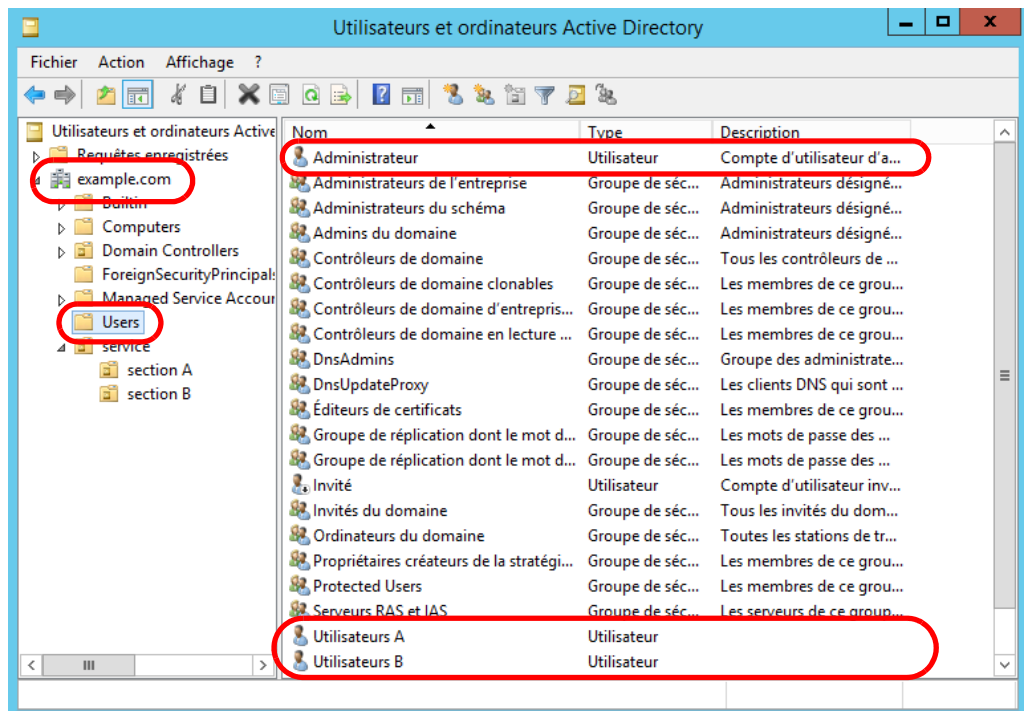 Utilisateurs et ordinateurs Active Directory
Fichier Action Affichage ?
Utilisateurs et ordinateurs Active
Requêtes enregistrées
example.com
Builtin
Computers
Domain Controllers
ForeignSecurityPrincipals
Managed Service Accour
Users
service
section A
section B
Nom Type Description
Administrateur Utilisateur Compte d'utilisateur d'a...
Administrateurs de l'entreprise Groupe de séc... Administrateurs désigné...
Administrateurs du schéma Groupe de séc... Administrateurs désigné...
Admins du domaine Groupe de séc... Administrateurs désigné...
Contrôleurs de domaine Groupe de séc... Tous les contrôleurs de ...
Contrôleurs de domaine clonables Groupe de séc... Les membres de ce grou...
Contrôleurs de domaine d'entrepris... Groupe de séc... Les membres de ce grou...
Contrôleurs de domaine en lecture ... Groupe de séc... Les membres de ce grou...
DnsAdmins Groupe de séc... Groupe des administrate...
DnsUpdateProxy Groupe de séc... Les clients DNS qui sont ...
Éditeurs de certificats Groupe de séc... Les membres de ce grou...
Groupe de réplication dont le mot d... Groupe de séc... Les mots de passe des ...
Groupe de réplication dont le mot d... Groupe de séc... Les mots de passe des ...
Invité Utilisateur Compte d'utilisateur inv...
Invités du domaine Groupe de séc... Tous les invités du dom...
Ordinateurs du domaine Groupe de séc... Toutes les stations de tr...
Propriétaires créateurs de la stratégi... Groupe de séc... Les membres de ce grou...
Protected Users Groupe de séc... Les membres de ce grou...
Serveurs RAS et IAS Groupe de séc... Les serveurs de ce group...
Utilisateurs A Utilisateur
Utilisateurs B Utilisateur